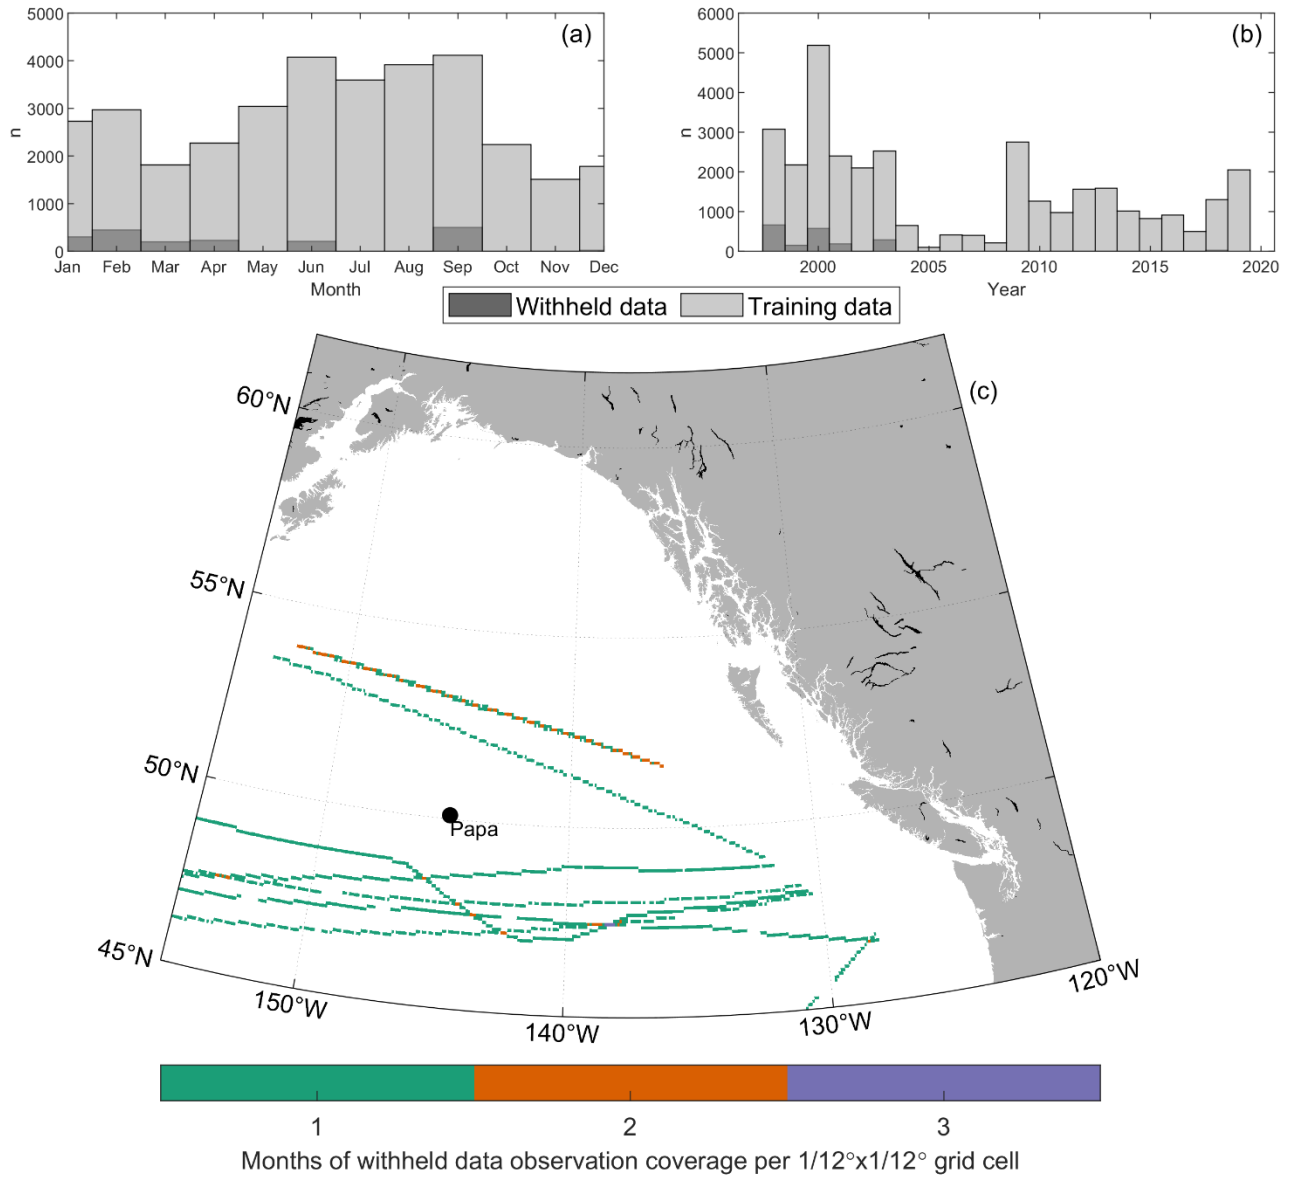 5000
4000
3000
2000
1000
0
n
(a)
Jan Feb Mar Apr May Jun Jul Aug Sep Oct Nov Dec
Month
6000
5000
4000
3000
2000
1000
0
n
(b)
2000 2005 2010 2015 2020
Year
Withheld data Training data
(c)
60°N
55°N
50°N
45°N
Papa
150°W
140°W
130°W
120°W
1 2 3
Months of withheld data observation coverage per 1/12°x1/12° grid cell